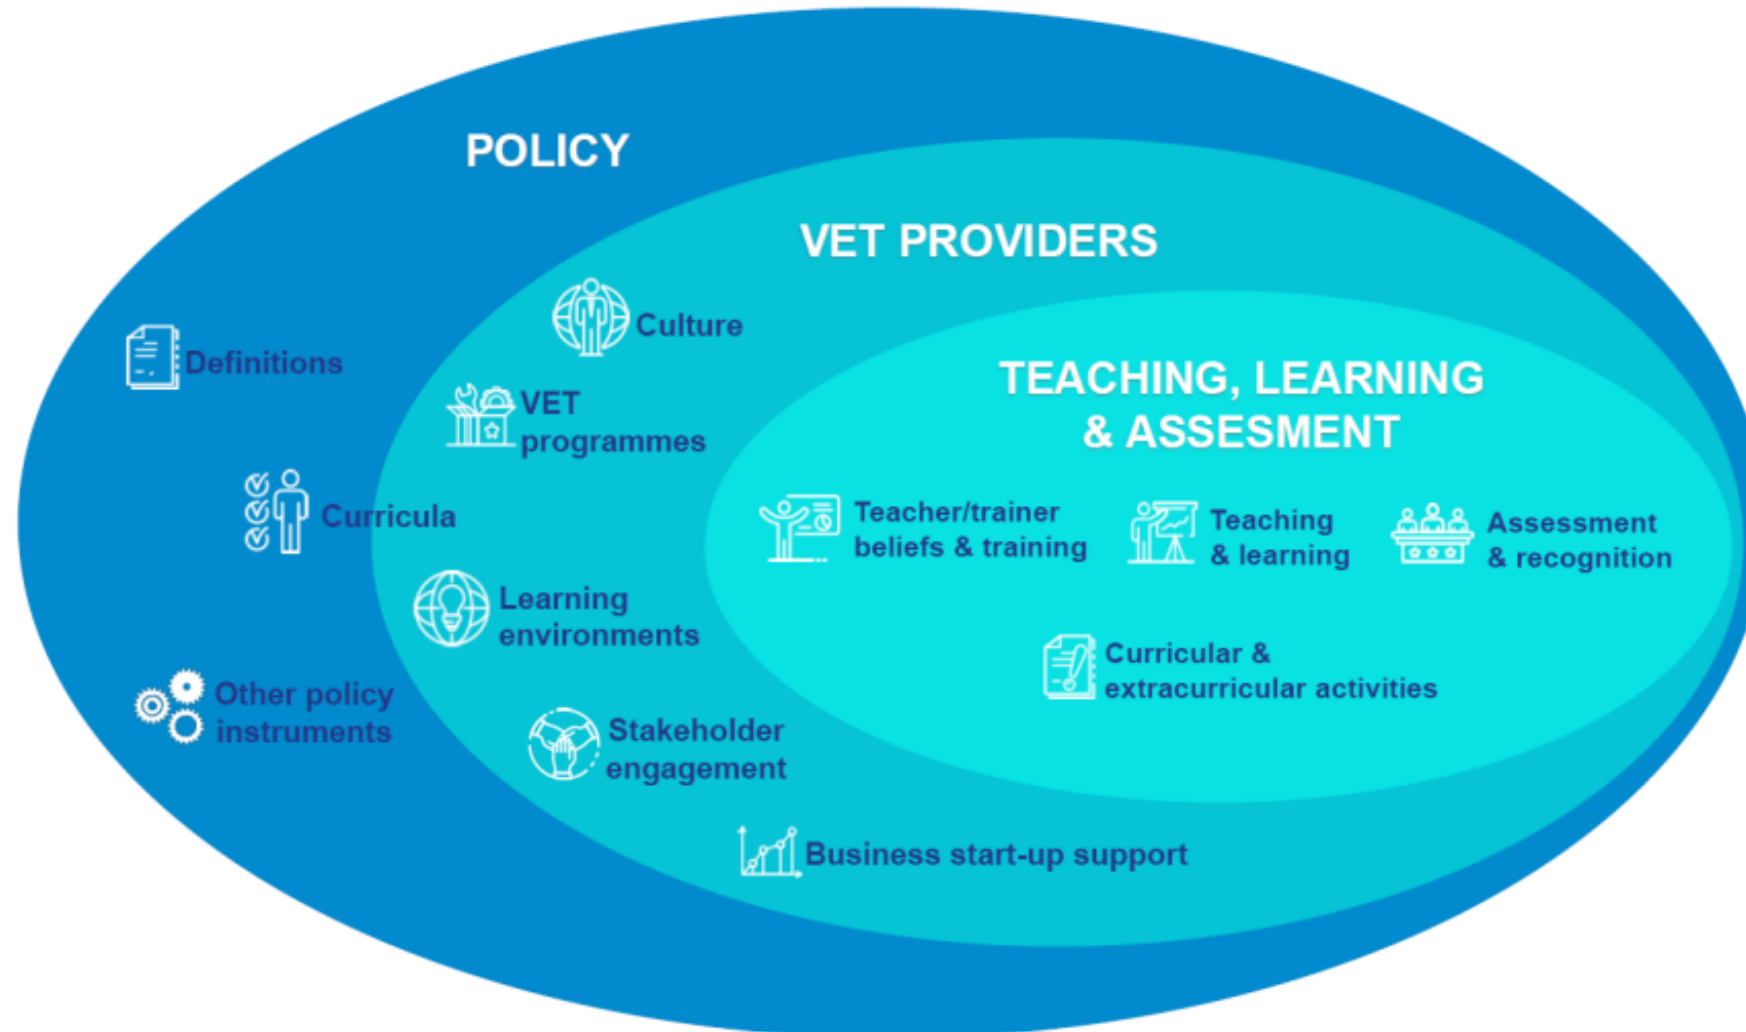 POLICY
VET PROVIDERS
Culture
Definitions
VET
programmes
TEACHING, LEARNING
& ASSESMENT
Curricula
Teacher/trainer
beliefs & training
Teaching
& learning
Assessment
& recognition
Learning
environments
Curricular &
extracurricular activities
Other policy
instruments
Stakeholder
engagement
Business start-up support